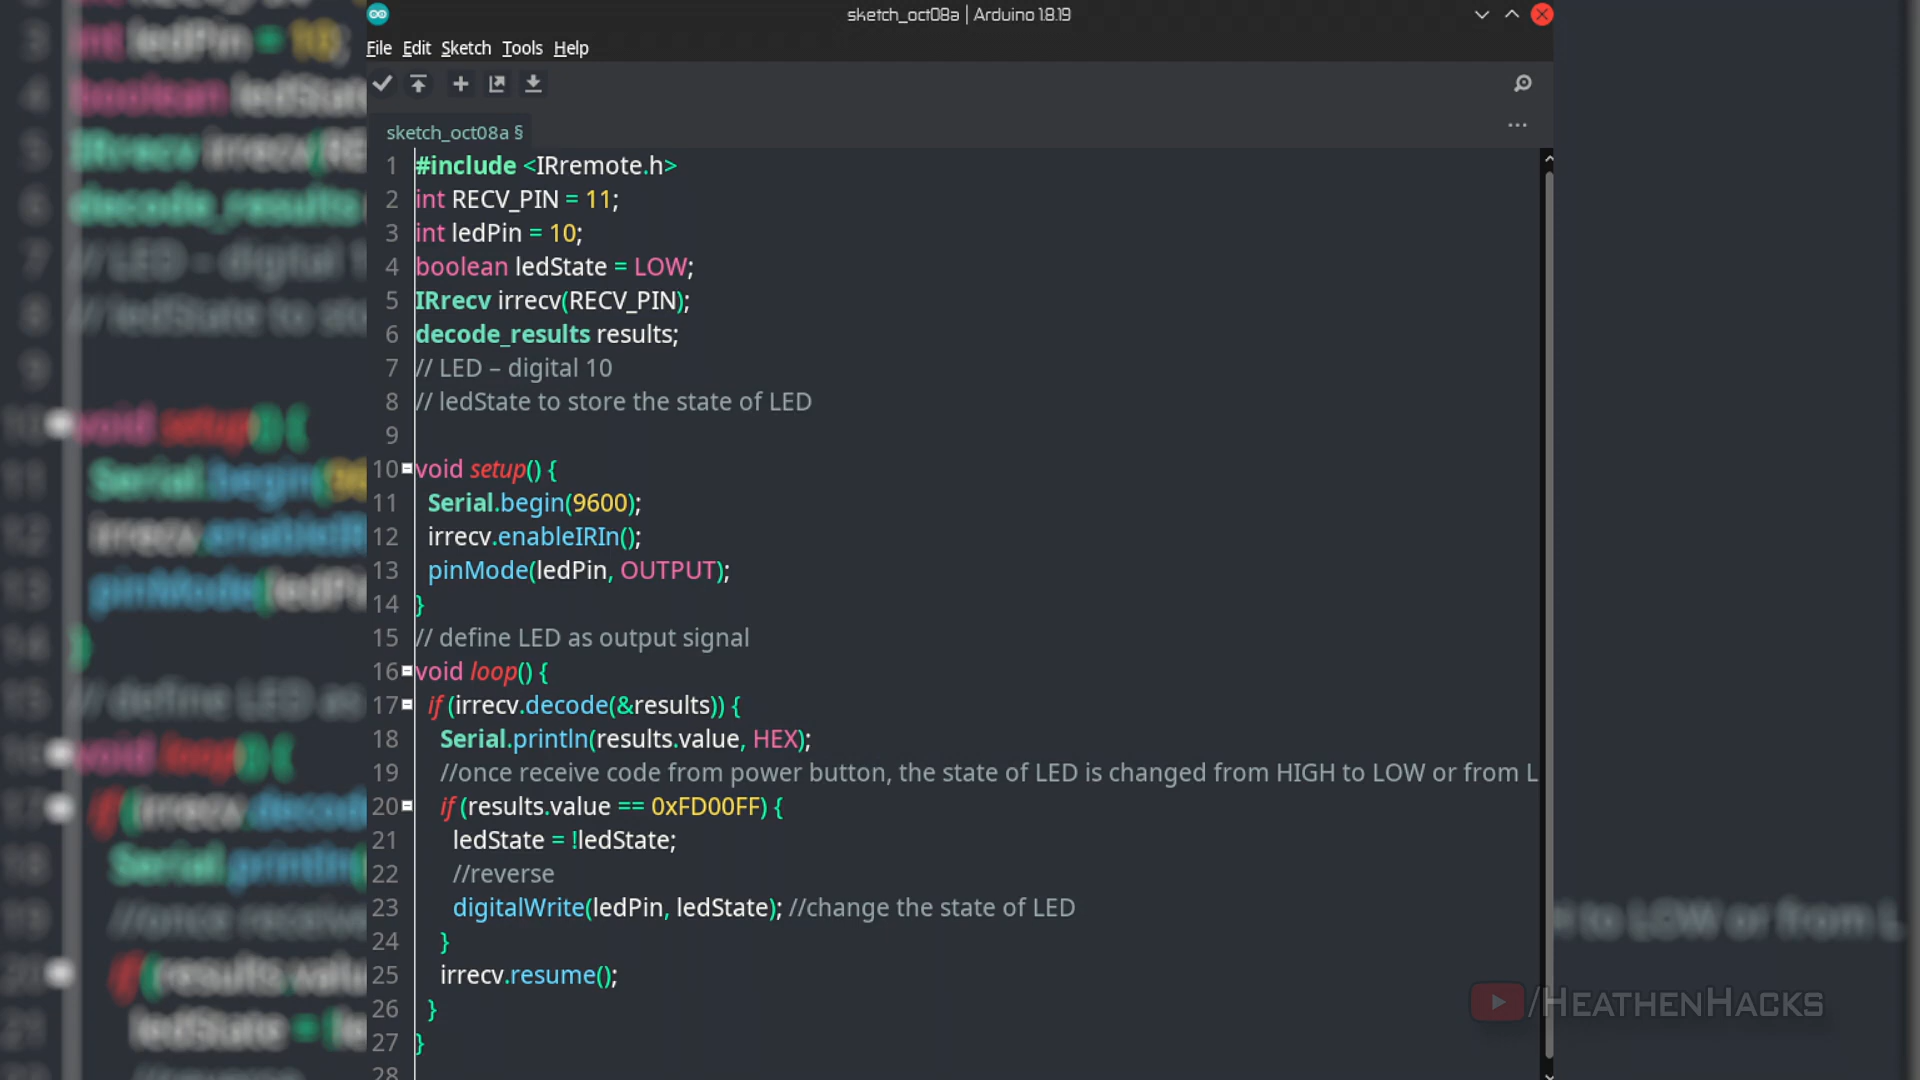 sketch_oct08a | Arduino 1.8.19
File Edit Sketch Tools Help
sketch_oct08a §
1 #include <IRremote.h>
2 int RECV_PIN = 11;
3 int ledPin = 10;
4 boolean ledState = LOW;
5 IRrecv irrecv(RECV_PIN);
6 decode_results results;
7 // LED – digital 10
8 // ledState to store the state of LED
9
10 void setup() {
11 Serial.begin(9600);
12 irrecv.enableIRIn();
13 pinMode(ledPin, OUTPUT);
14 }
15 // define LED as output signal
16 void loop() {
17 if (irrecv.decode(&results)) {
18 Serial.println(results.value, HEX);
19 //once receive code from power button, the state of LED is changed from HIGH to LOW or from L
20 if (results.value == 0xFD00FF) {
21 ledState = !ledState;
22 //reverse
23 digitalWrite(ledPin, ledState); //change the state of LED
24 }
25 irrecv.resume();
26 }
27 }
28
/HEATHENHACKS